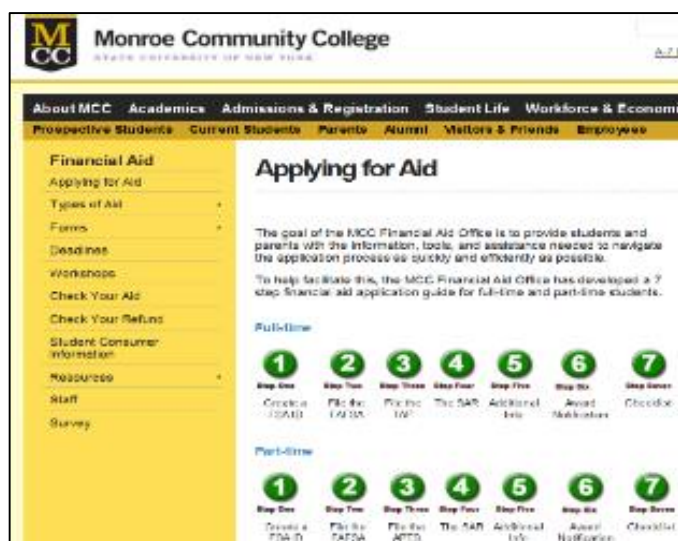 MCC
Monroe Community College
STATE UNIVERSITY OF NEW YORK
A-Z
About MCC Academics Admissions & Registration Student Life Workforce & Economi
Prospective Students Current Students Parents Alumni Visitors & Friends Employees
Financial Aid
Applying for Aid
Types of Aid
Forms
Deadlines
Workshops
Check Your Aid
Check Your Refund
Student Consumer
Information
Resources
Staff
Survey
Applying for Aid
The goal of the MCC Financial Aid Office is to provide students and
parents with the information, tools, and assistance needed to navigate
the application process as quickly and efficiently as possible.
To help facilitate this, the MCC Financial Aid Office has developed a 7
step financial aid application guide for full-time and part-time students.
Full-time
1 2 3 4 5 6 7
Step One Step Two Step Three Step Four Step Five Step Six Step Seven
Create a File the File the The SAR Additional Award Checklist
FSA ID FAFSA TAP Info Notification
Part-time
1 2 3 4 5 6 7
Step One Step Two Step Three Step Four Step Five Step Six Step Seven
Create a File the File the The SAR Additional Award Checklist
FSA ID FAFSA APTS Info Notification